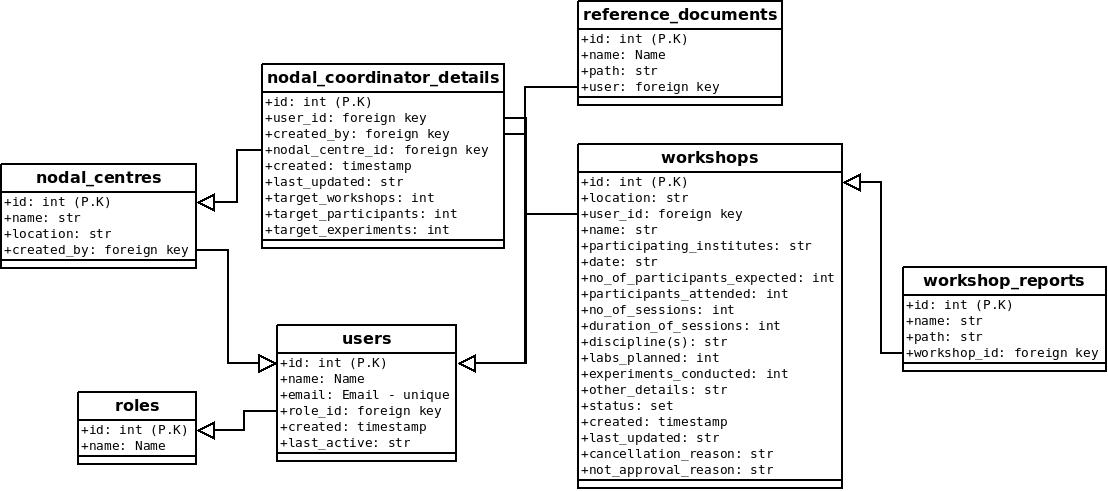 reference_documents
+id: int (P.K)
+name: Name
+path: str
+user: foreign key
nodal_coordinator_details
+id: int (P.K)
+user_id: foreign key
+created_by: foreign key
+nodal_centre_id: foreign key
+created: timestamp
+last_updated: str
+target_workshops: int
+target_participants: int
+target_experiments: int
nodal_centres
+id: int (P.K)
+name: str
+location: str
+created_by: foreign key
workshops
+id: int (P.K)
+location: str
+user_id: foreign key
+name: str
+participating_institutes: str
+date: str
+no_of_participants_expected: int
+participants_attended: int
+no_of_sessions: int
+duration_of_sessions: int
+discipline(s): str
+labs_planned: int
+experiments_conducted: int
+other_details: str
+status: set
+created: timestamp
+last_updated: str
+cancellation_reason: str
+not_approval_reason: str
workshop_reports
+id: int (P.K)
+name: str
+path: str
+workshop_id: foreign key
users
+id: int (P.K)
+name: Name
+email: Email - unique
+role_id: foreign key
+created: timestamp
+last_active: str
roles
+id: int (P.K)
+name: Name